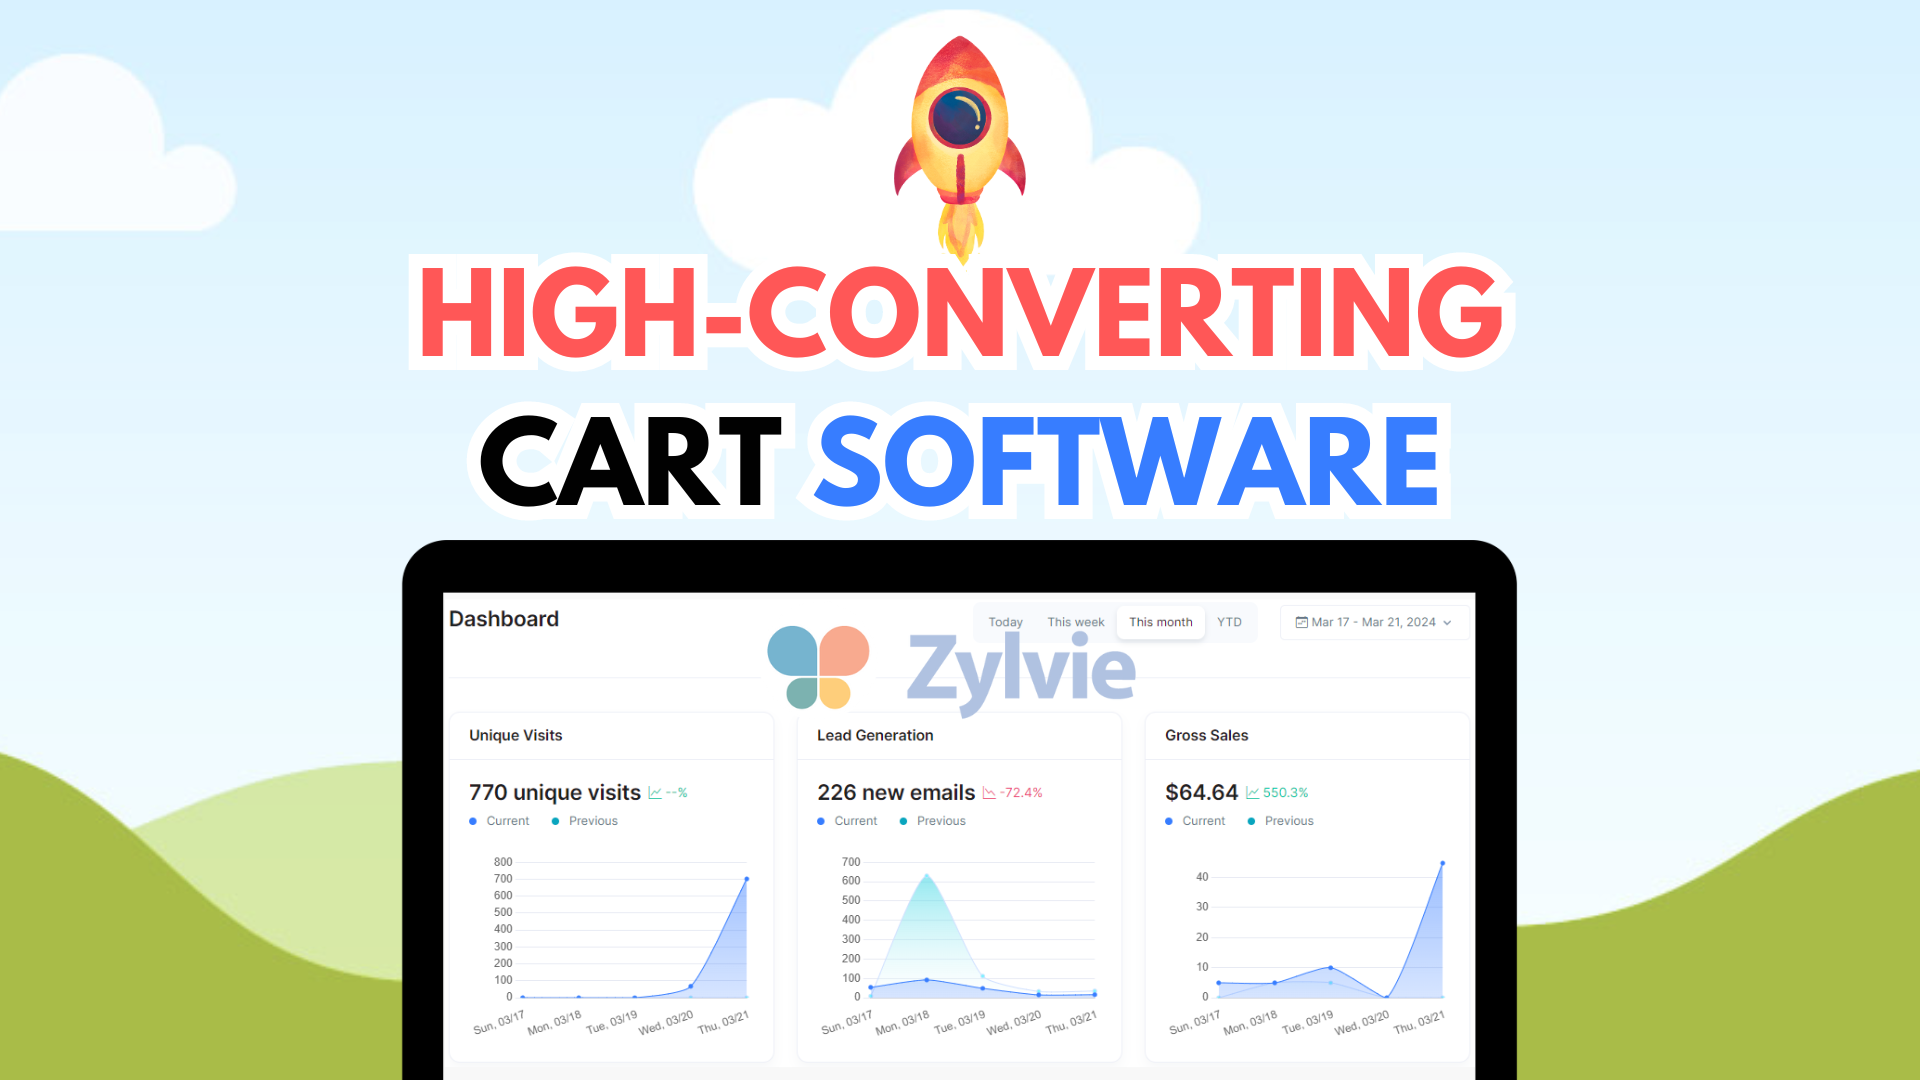 HIGH-CONVERTING
CART SOFTWARE
Dashboard
Today This week This month YTD
Mar 17 - Mar 21, 2024
Zylvie
Unique Visits
770 unique visits --%
Current Previous
800
700
600
500
400
300
200
100
0
Sun, 03/17 Mon, 03/18 Tue, 03/19 Wed, 03/20 Thu, 03/21
Lead Generation
226 new emails -72.4%
Current Previous
700
600
500
400
300
200
100
0
Sun, 03/17 Mon, 03/18 Tue, 03/19 Wed, 03/20 Thu, 03/21
Gross Sales
$64.64 550.3%
Current Previous
40
30
20
10
0
Sun, 03/17 Mon, 03/18 Tue, 03/19 Wed, 03/20 Thu, 03/21